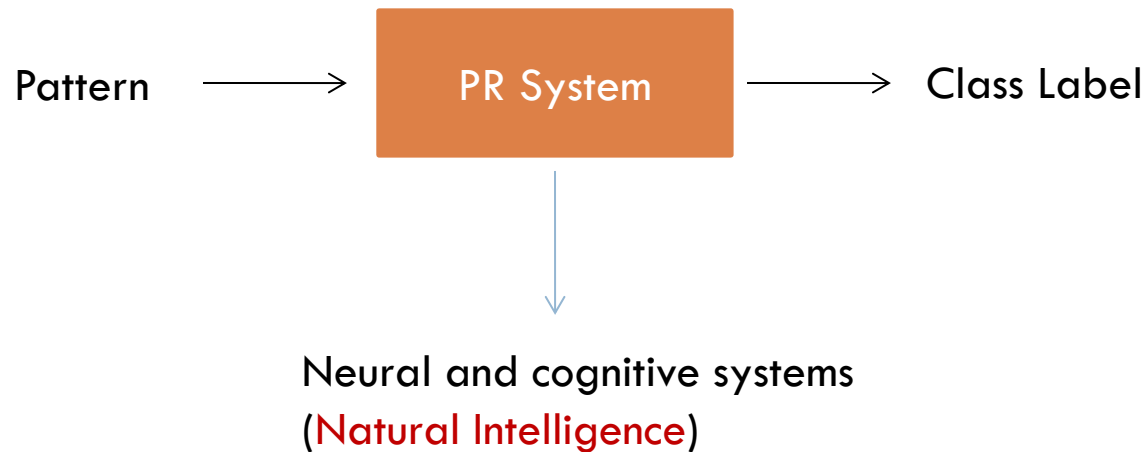 Pattern
PR System
Class Label
Neural and cognitive systems
(Natural Intelligence)